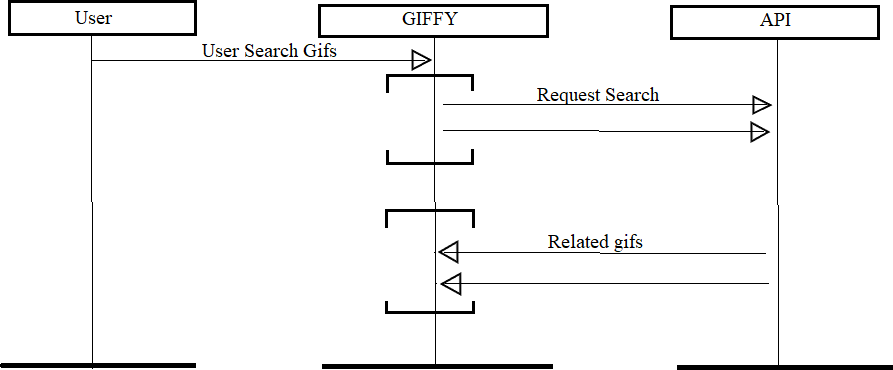 User
GIFFY
API
User Search Gifs
Request Search
Related gifs